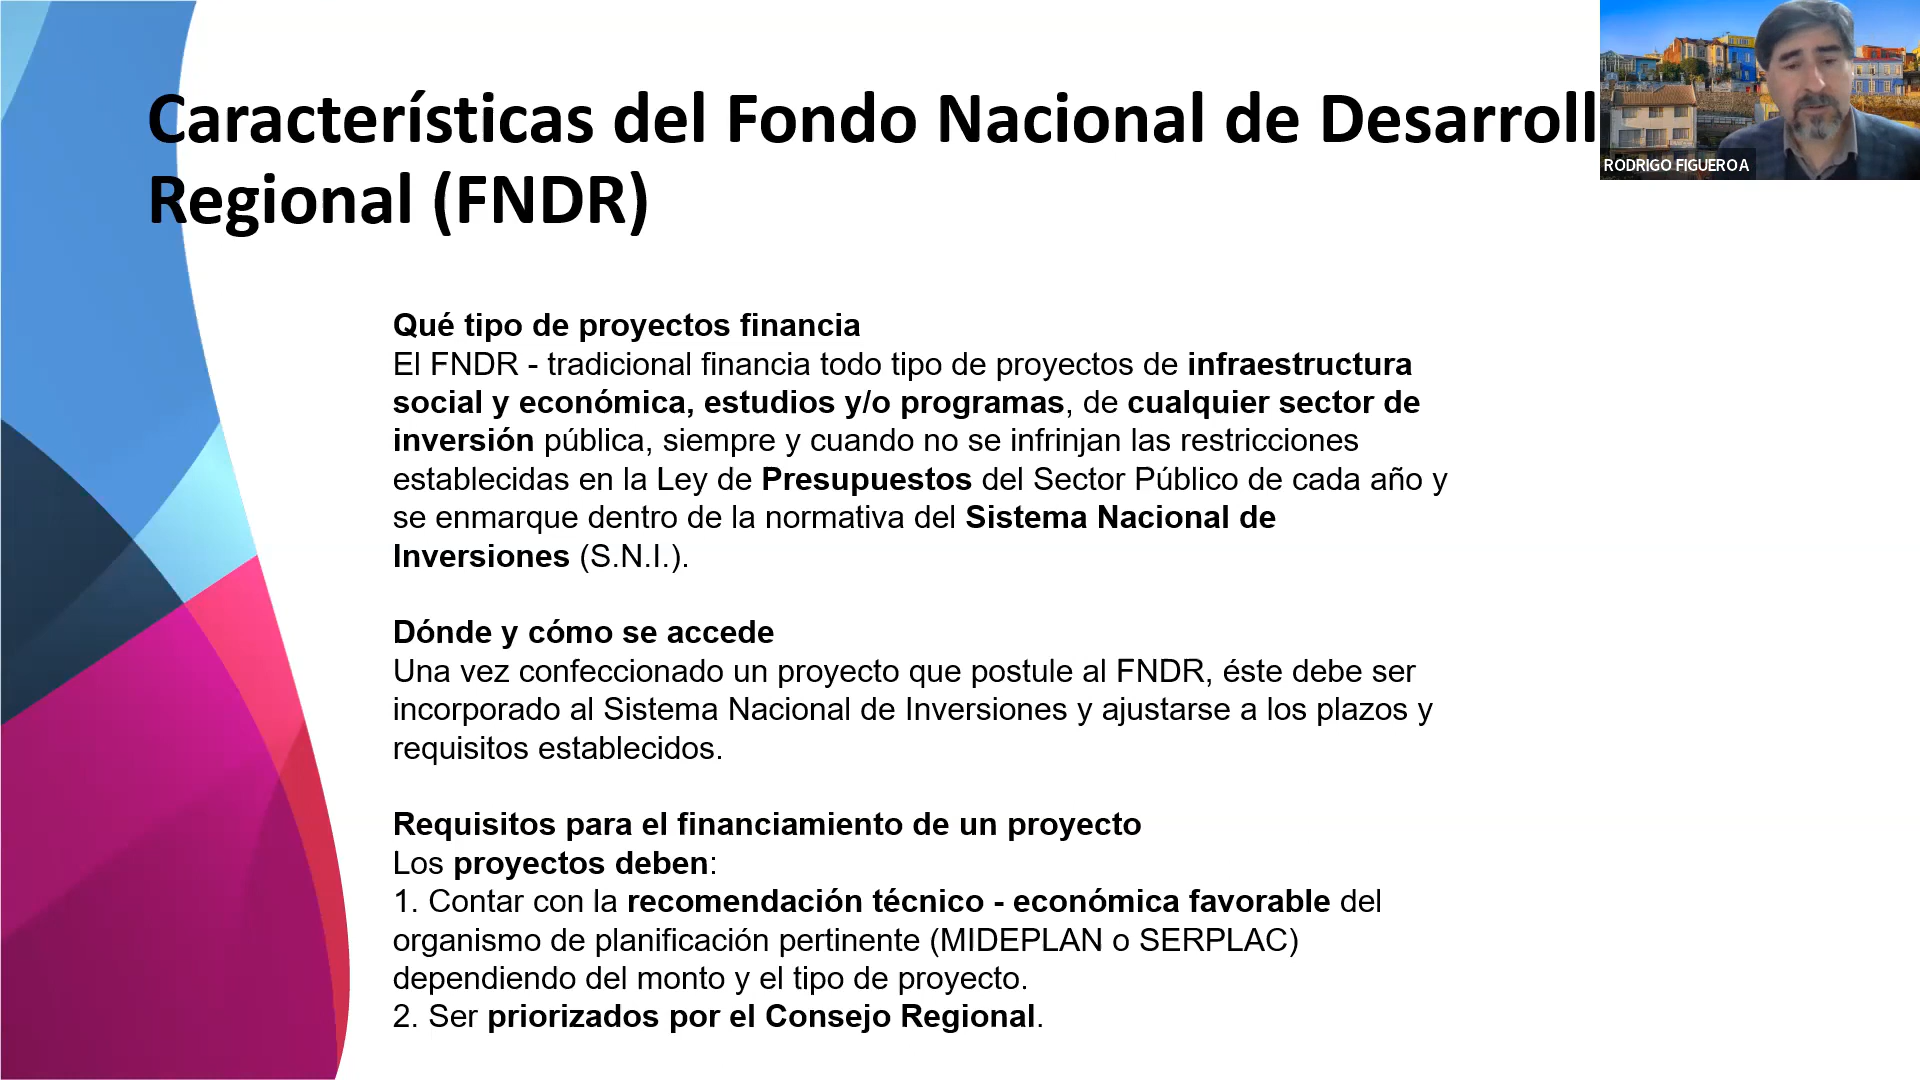 Características del Fondo Nacional de Desarroll
Regional (FNDR)
RODRIGO FIGUEROA
Qué tipo de proyectos financia
El FNDR - tradicional financia todo tipo de proyectos de infraestructura
social y económica, estudios y/o programas, de cualquier sector de
inversión pública, siempre y cuando no se infrinjan las restricciones
establecidas en la Ley de Presupuestos del Sector Público de cada año y
se enmarque dentro de la normativa del Sistema Nacional de
Inversiones (S.N.I.).
Dónde y cómo se accede
Una vez confeccionado un proyecto que postule al FNDR, éste debe ser
incorporado al Sistema Nacional de Inversiones y ajustarse a los plazos y
requisitos establecidos.
Requisitos para el financiamiento de un proyecto
Los proyectos deben:
1. Contar con la recomendación técnico - económica favorable del
organismo de planificación pertinente (MIDEPLAN o SERPLAC)
dependiendo del monto y el tipo de proyecto.
2. Ser priorizados por el Consejo Regional.